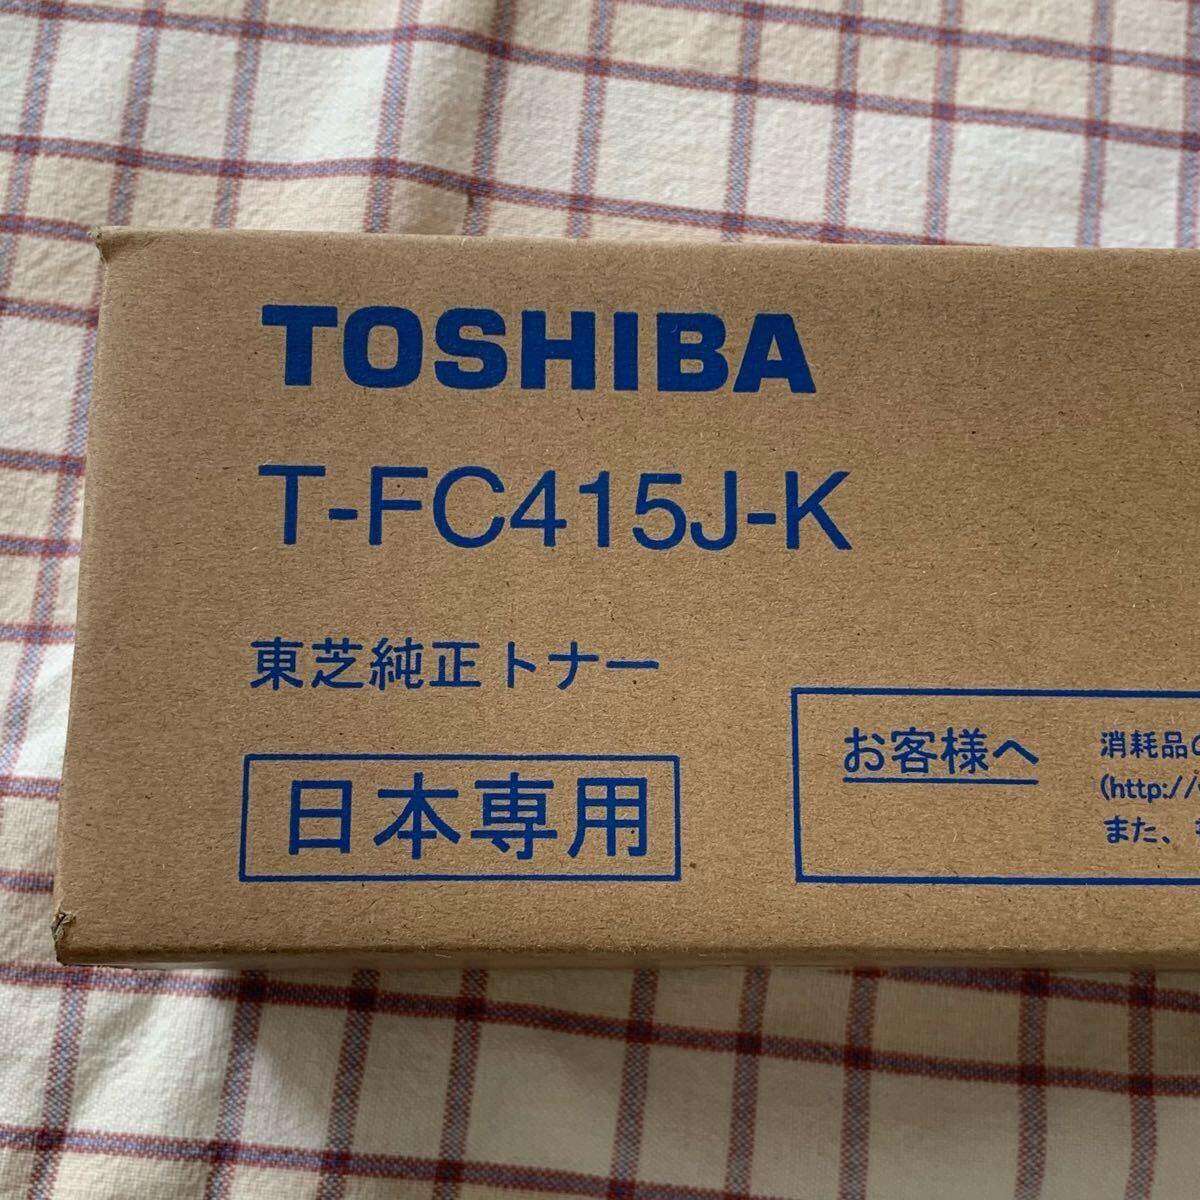 TOSHIBA
T-FC415J-K
東芝純正トナー
日本専用
お客様へ
消耗品の
(http://
また、